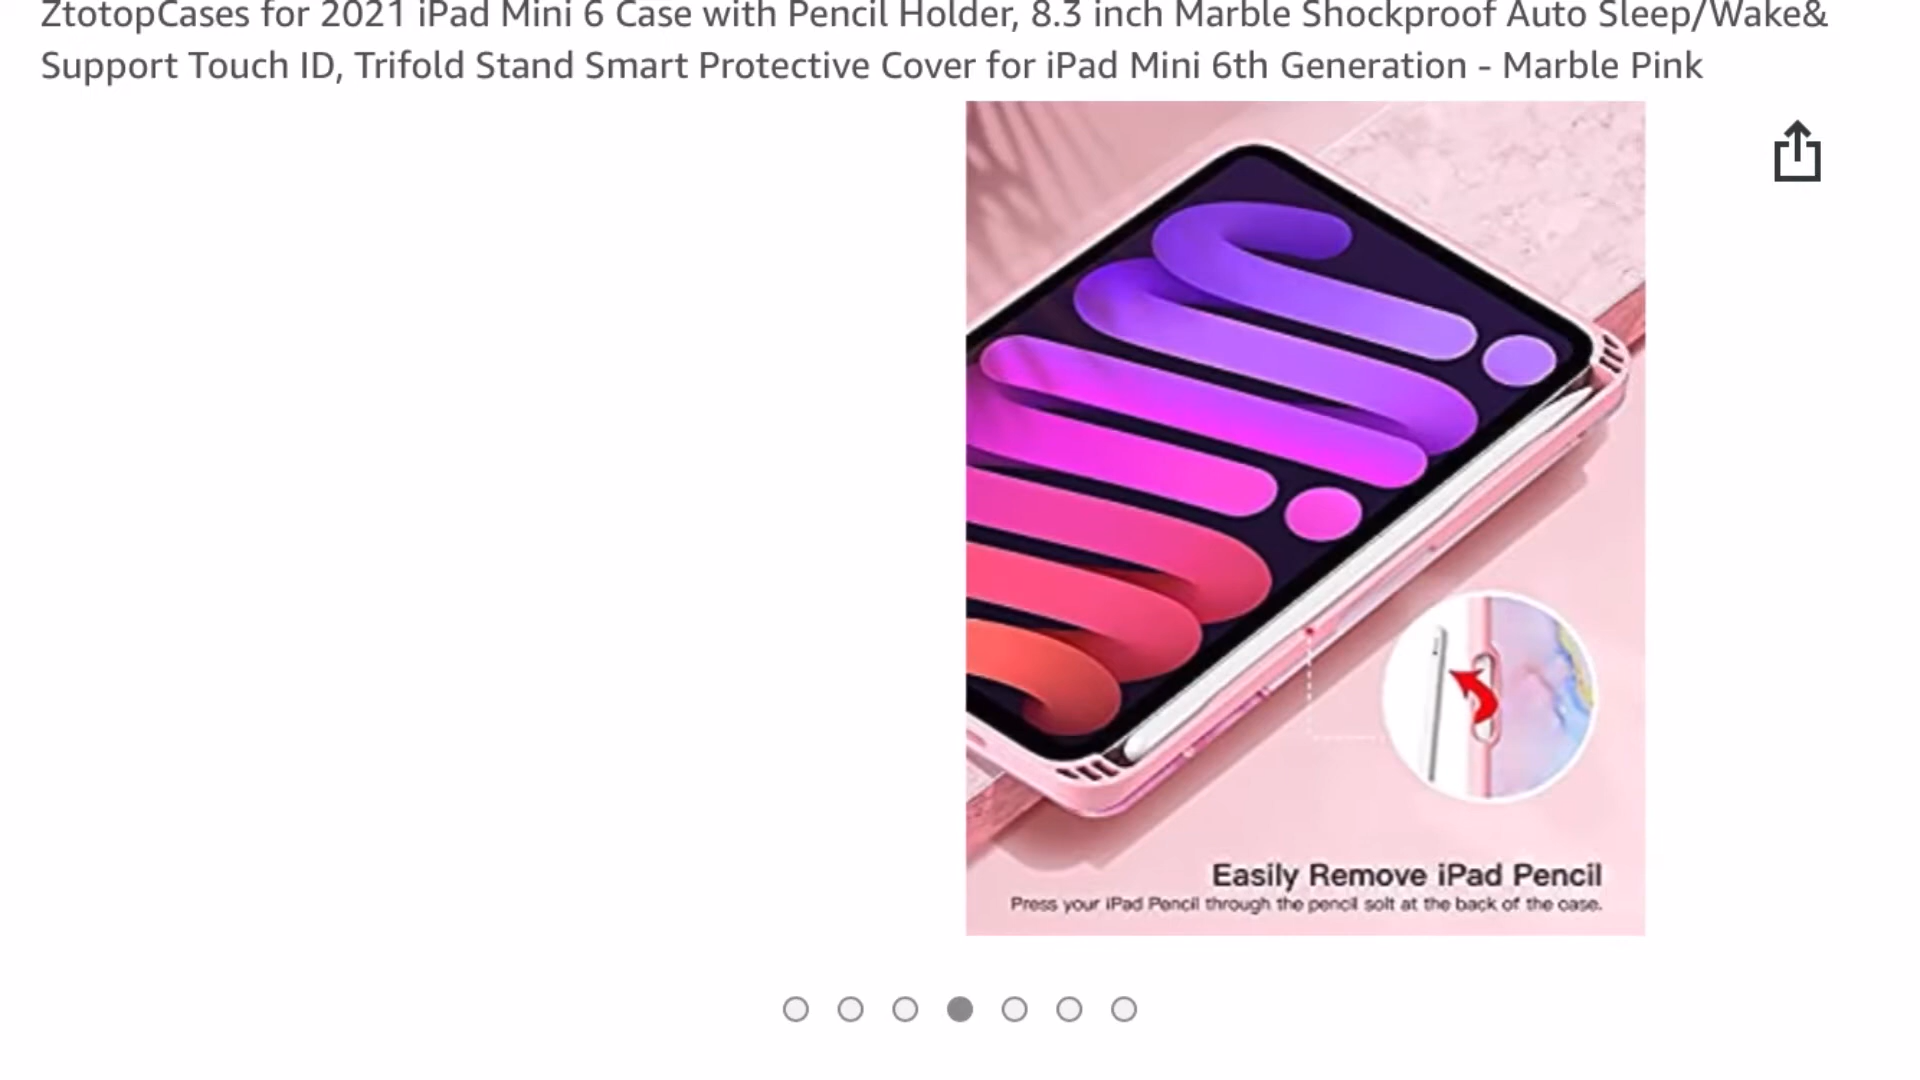 ZtotopCases for 2021 iPad Mini 6 Case with Pencil Holder, 8.3 inch Marble Shockproof Auto Sleep/Wake&
Support Touch ID, Trifold Stand Smart Protective Cover for iPad Mini 6th Generation - Marble Pink
Easily Remove iPad Pencil
Press your iPad Pencil through the pencil solt at the back of the case.